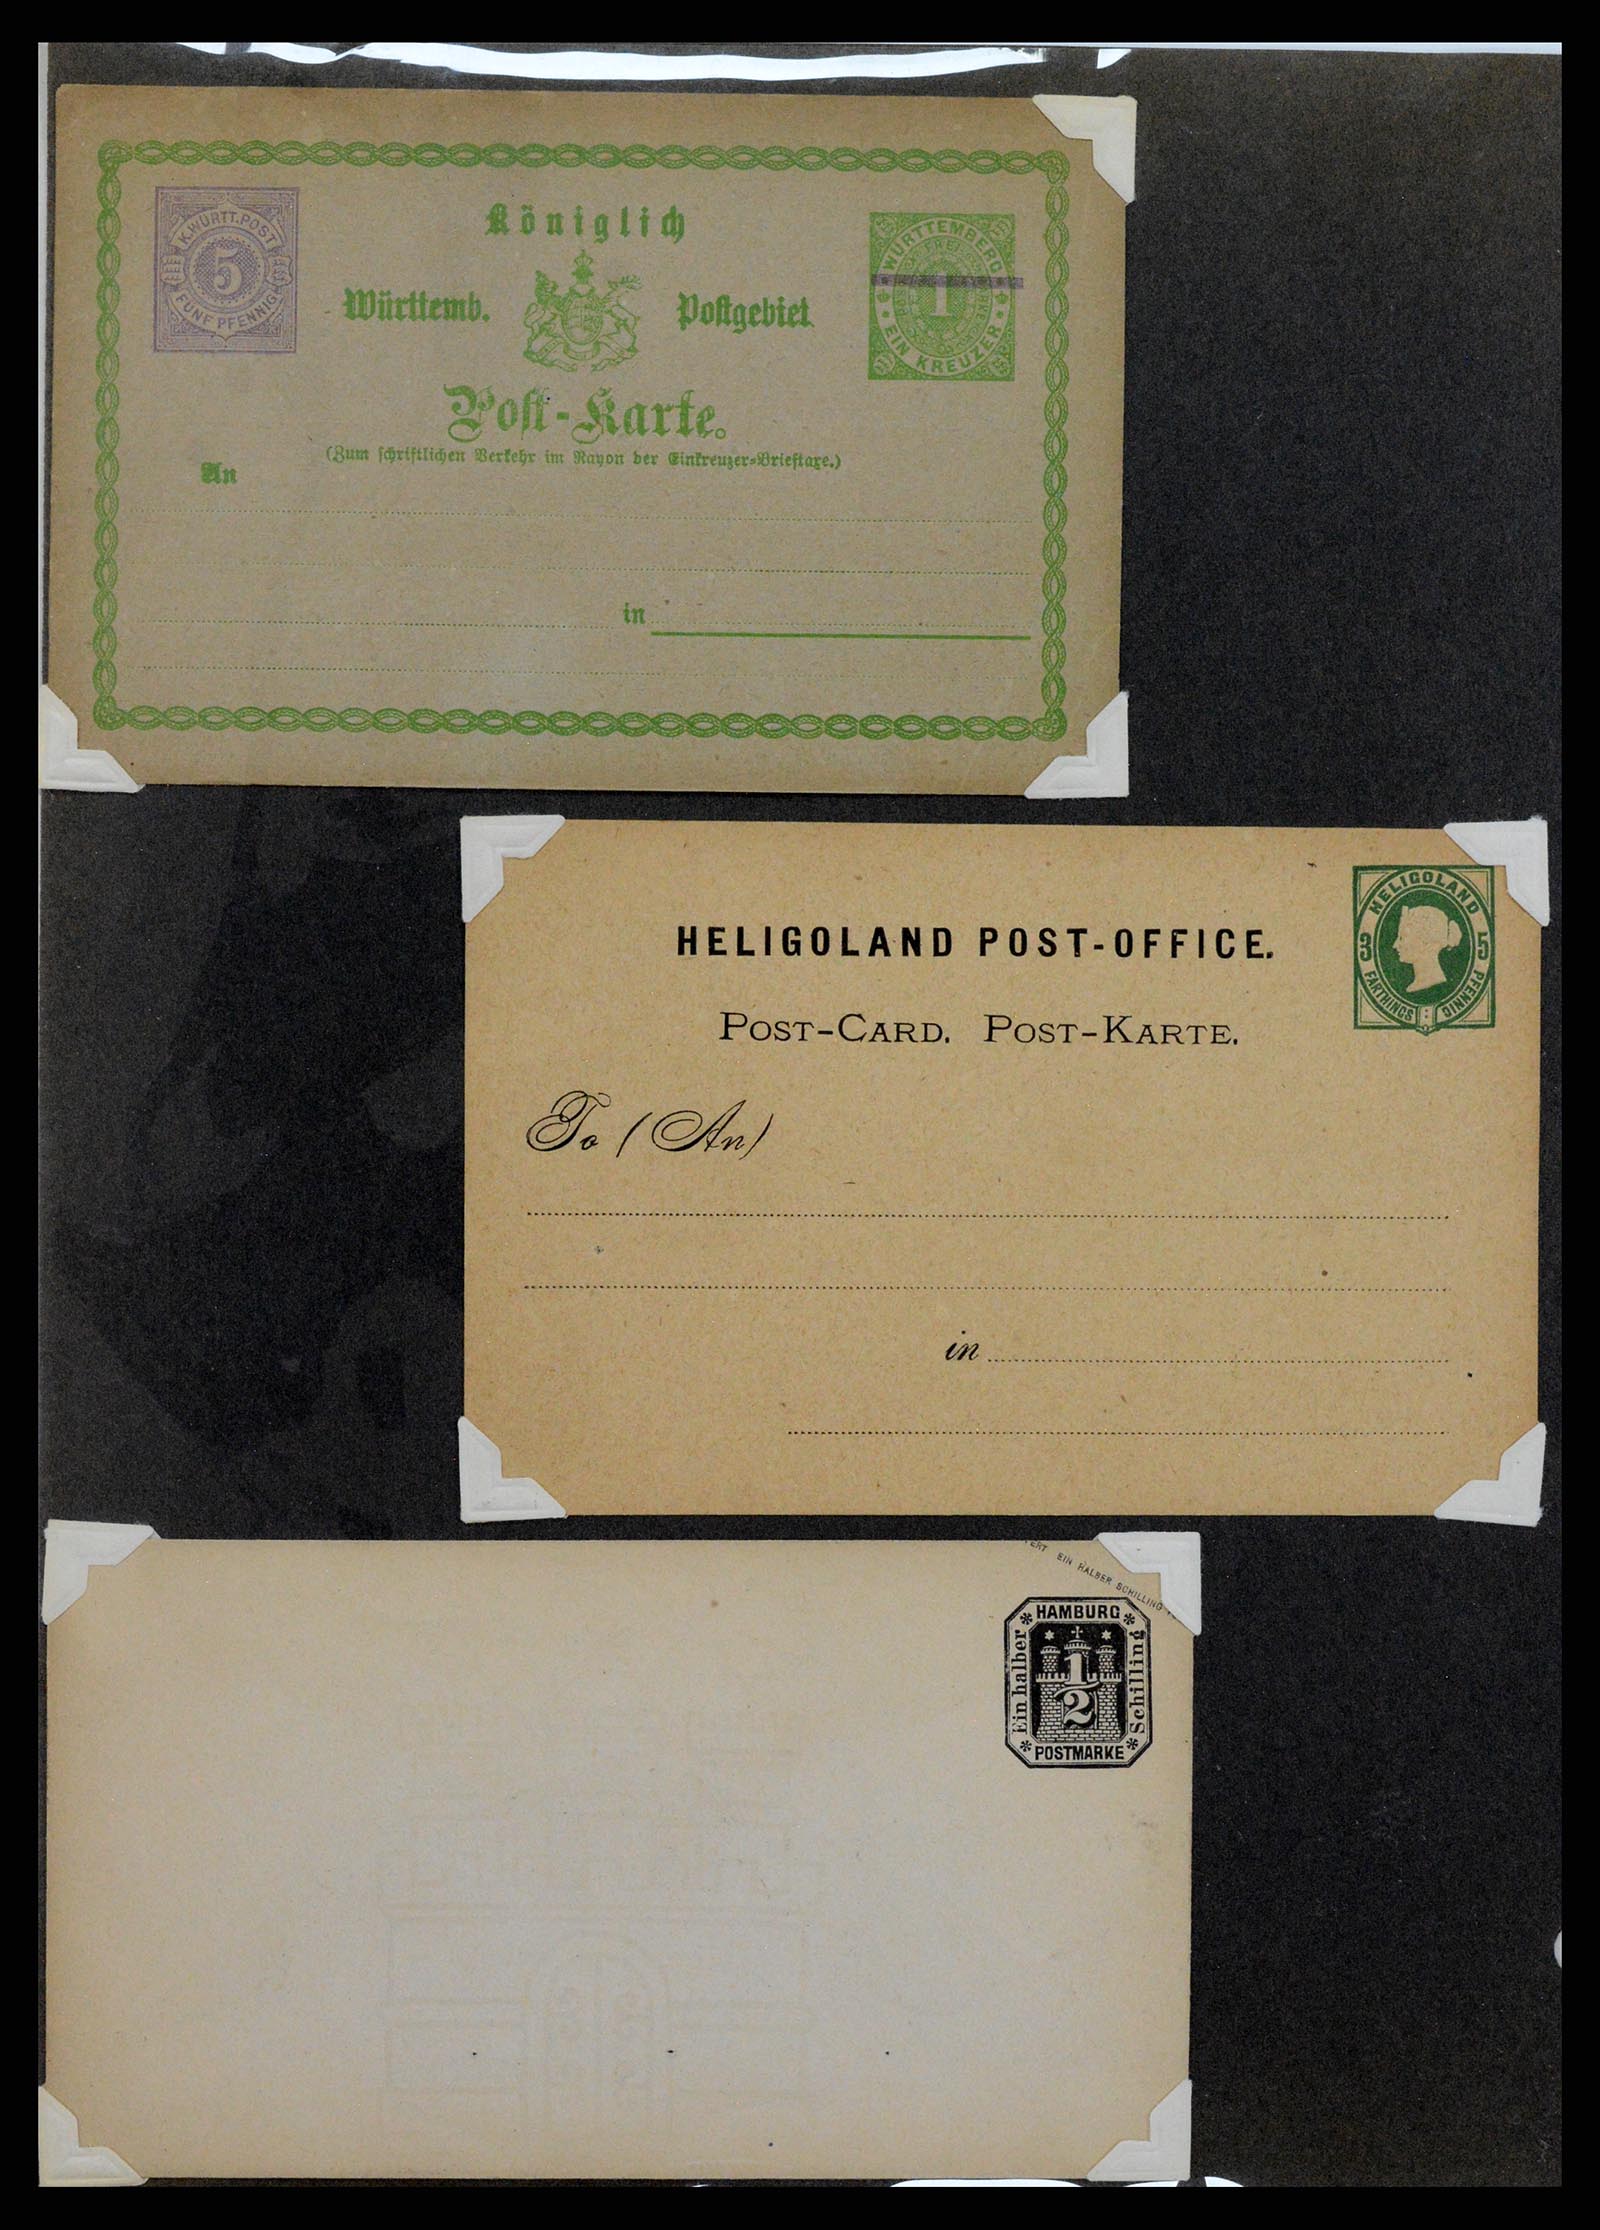 K. WÜRTT. POST
5
FÜNF PFENNIG
Königlich
Württemb. Postgebiet
WÜRTTEMBERG
FREI
1
EIN KREUZER
Post-Karte.
(Zum schriftlichen Verkehr im Rayon der Einkreuzer-Brieftaxe.)
An
in
HELIGOLAND POST-OFFICE.
HELIGOLAND
3 5
FARTHINGS PFENNIG
Post-Card. Post-Karte.
To (An)
in
EIN HALBER SCHILLING
HAMBURG
Ein halber
1/2
Schilling
POSTMARKE